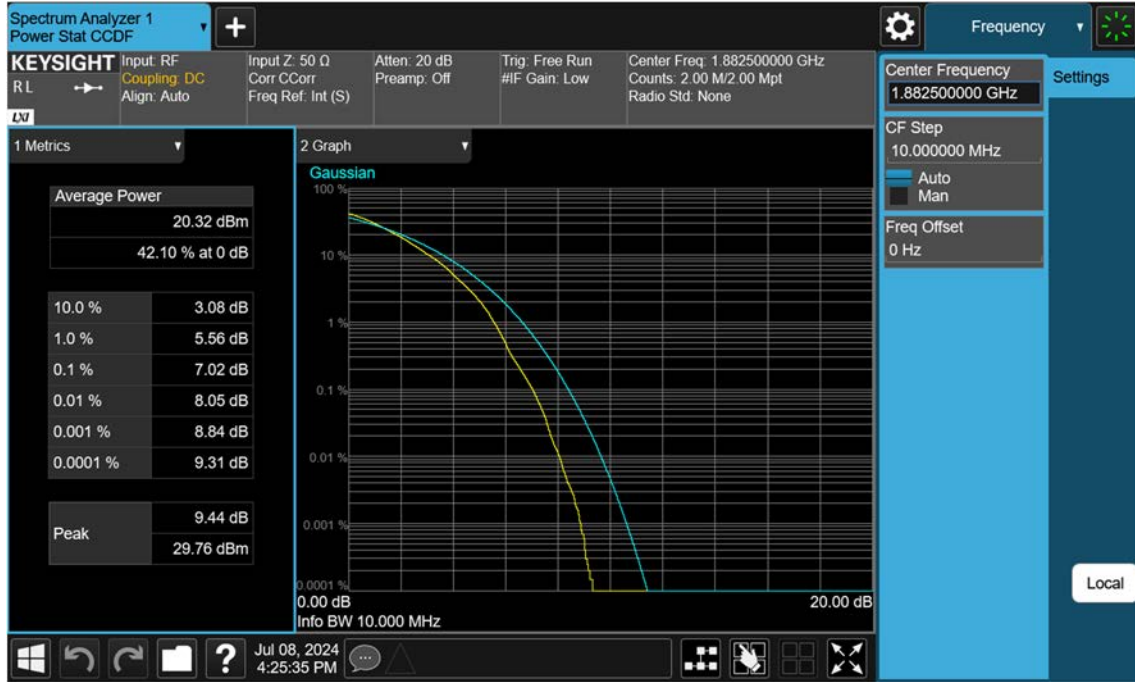 Spectrum Analyzer 1
Power Stat CCDF
+
Frequency
KEYSIGHT
R L
LXI
Input: RF
Coupling: DC
Align: Auto
Input Z: 50 Ω
Corr CCorr
Freq Ref: Int (S)
Atten: 20 dB
Preamp: Off
Trig: Free Run
#IF Gain: Low
Center Freq: 1.882500000 GHz
Counts: 2.00 M/2.00 Mpt
Radio Std: None
Center Frequency
1.882500000 GHz
Settings
CF Step
10.000000 MHz
Auto
Man
Freq Offset
0 Hz
Local
1 Metrics
Average Power
20.32 dBm
42.10 % at 0 dB
10.0 % 3.08 dB
1.0 % 5.56 dB
0.1 % 7.02 dB
0.01 % 8.05 dB
0.001 % 8.84 dB
0.0001 % 9.31 dB
Peak 9.44 dB
29.76 dBm
2 Graph
Gaussian
100 %
10 %
1 %
0.1 %
0.01 %
0.001 %
0.0001 %
0.00 dB 20.00 dB
Info BW 10.000 MHz
?
Jul 08, 2024
4:25:35 PM